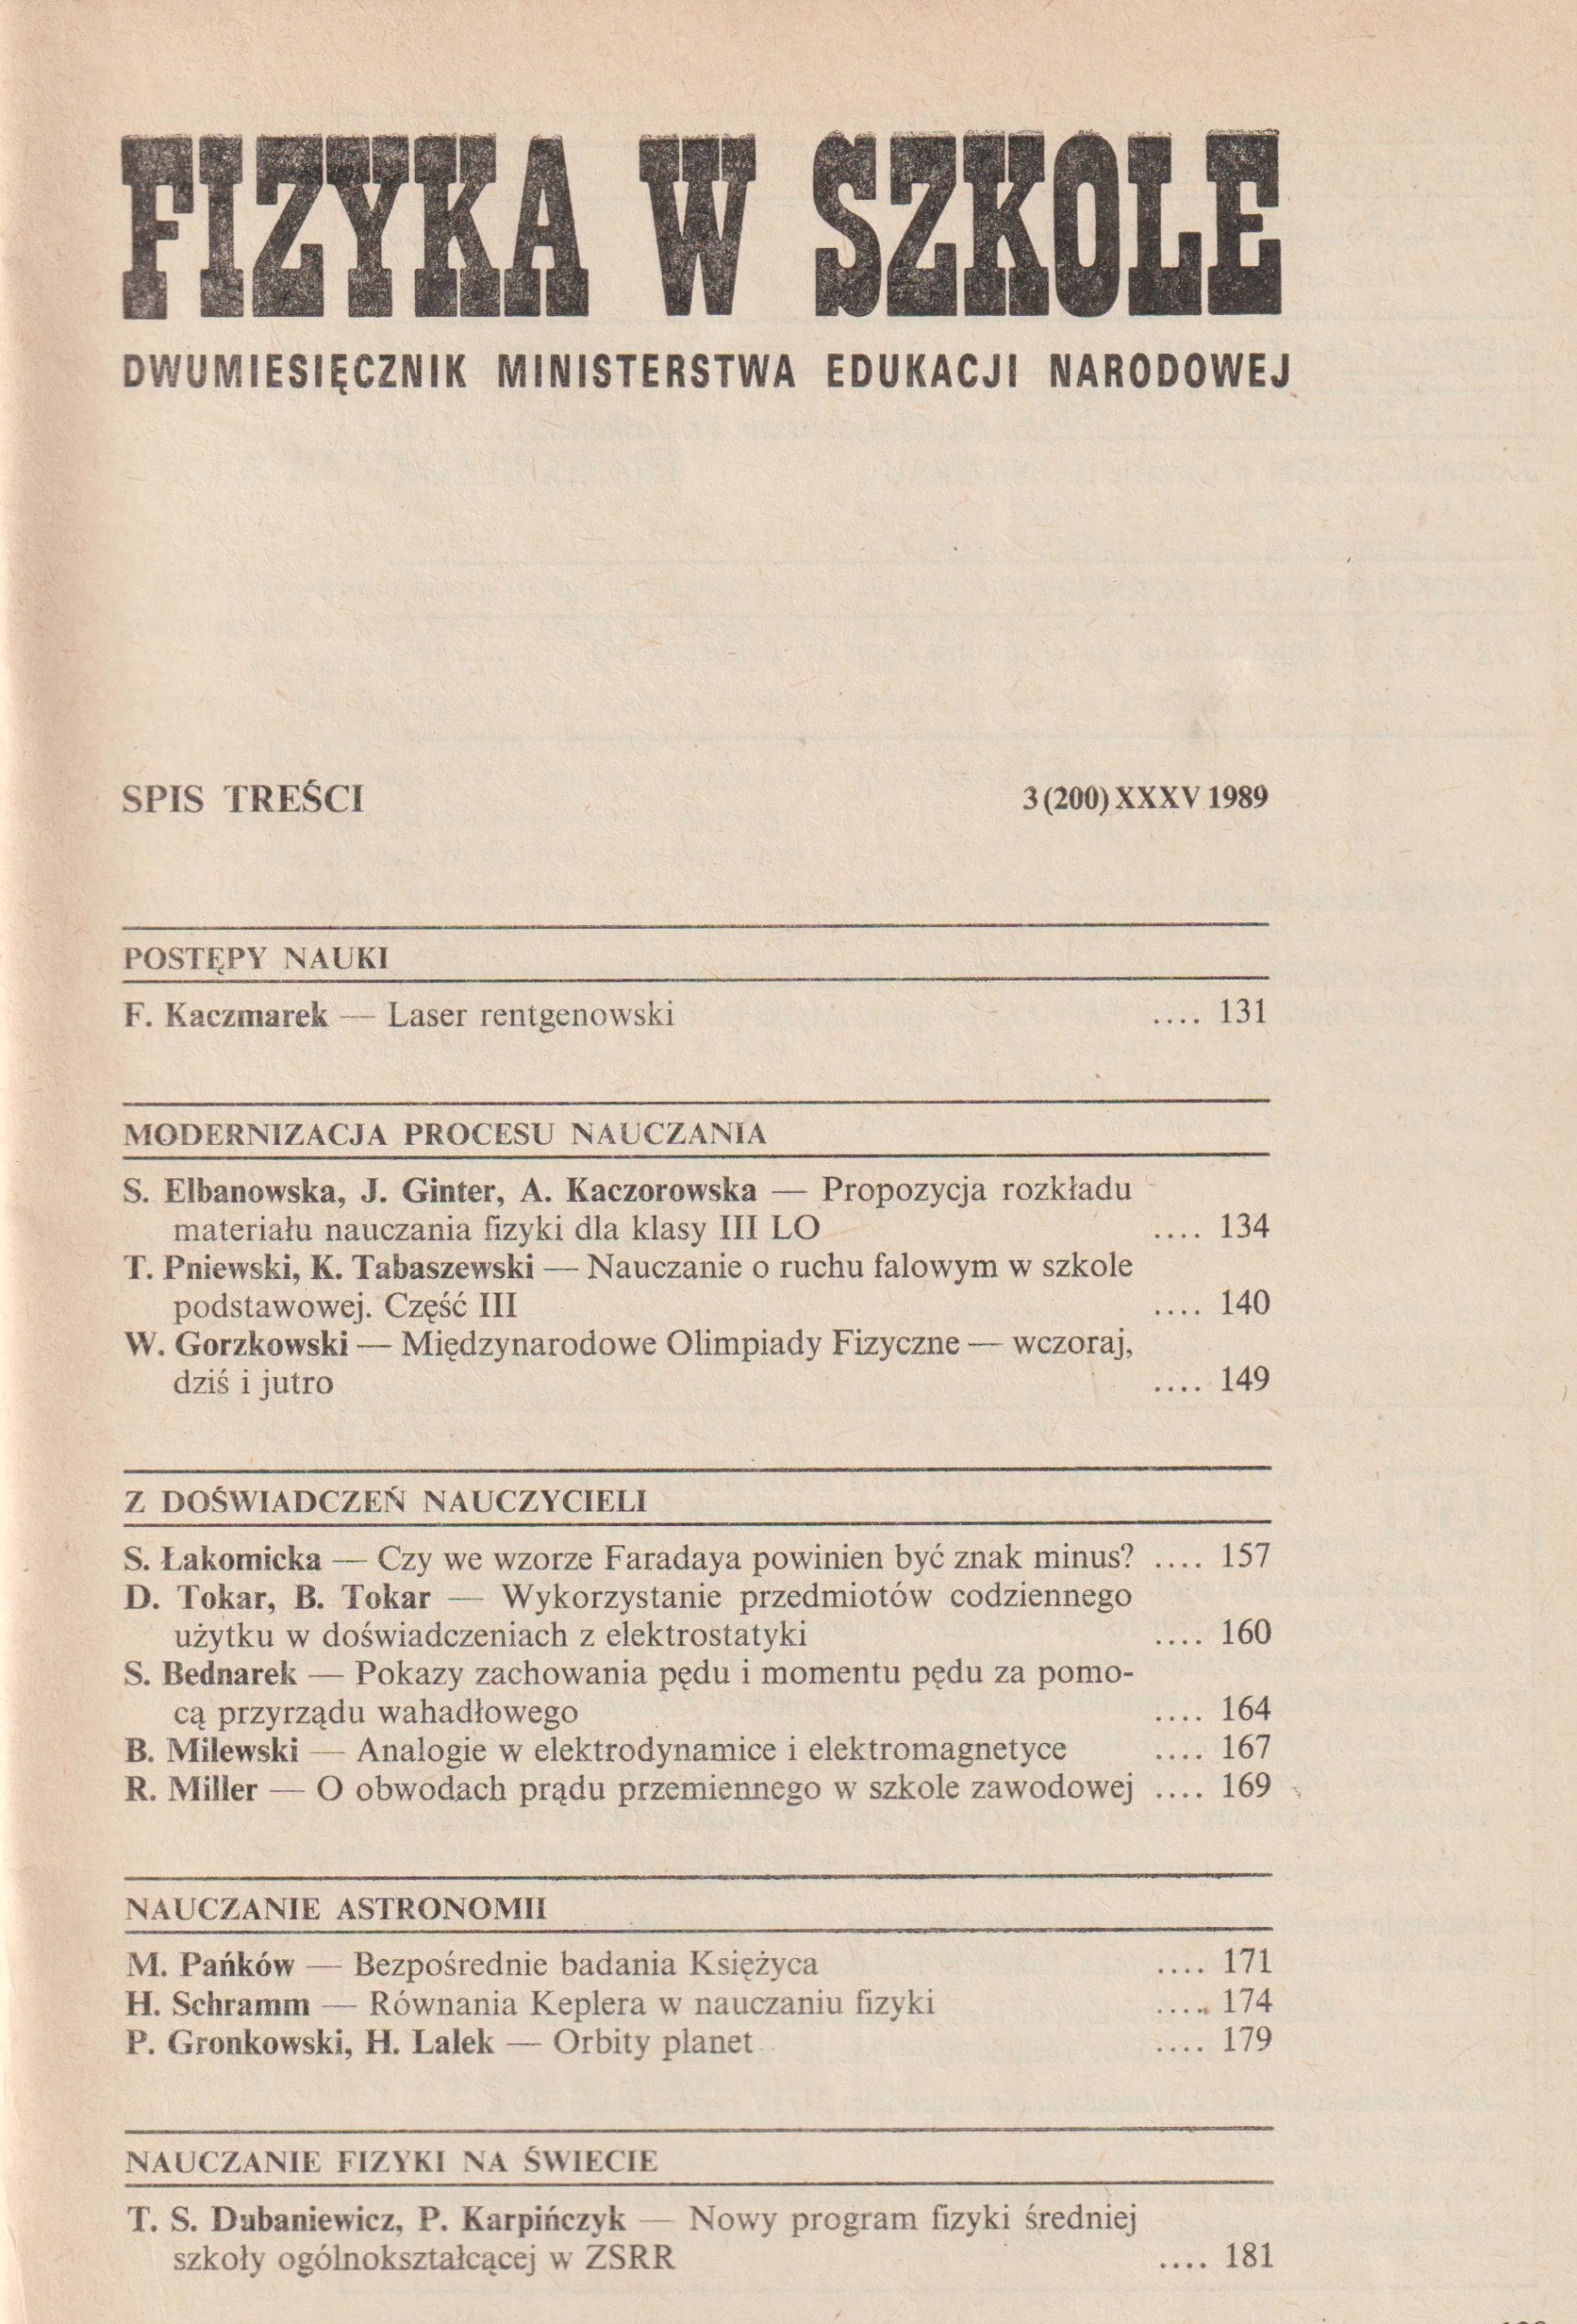 FIZYKA W SZKOLE
DWUMIESIĘCZNIK MINISTERSTWA EDUKACJI NARODOWEJ
SPIS TREŚCI 3(200) XXXV 1989
POSTĘPY NAUKI
F. Kaczmarek — Laser rentgenowski .... 131
MODERNIZACJA PROCESU NAUCZANIA
S. Elbanowska, J. Ginter, A. Kaczorowska — Propozycja rozkładu
materiału nauczania fizyki dla klasy III LO .... 134
T. Pniewski, K. Tabaszewski — Nauczanie o ruchu falowym w szkole
podstawowej. Część III .... 140
W. Gorzkowski — Międzynarodowe Olimpiady Fizyczne — wczoraj,
dziś i jutro .... 149
Z DOŚWIADCZEŃ NAUCZYCIELI
S. Łakomicka — Czy we wzorze Faradaya powinien być znak minus? .... 157
D. Tokar, B. Tokar — Wykorzystanie przedmiotów codziennego
użytku w doświadczeniach z elektrostatyki .... 160
S. Bednarek — Pokazy zachowania pędu i momentu pędu za pomo-
cą przyrządu wahadłowego .... 164
B. Milewski — Analogie w elektrodynamice i elektromagnetyce .... 167
R. Miller — O obwodach prądu przemiennego w szkole zawodowej .... 169
NAUCZANIE ASTRONOMII
M. Pańków — Bezpośrednie badania Księżyca .... 171
H. Schramm — Równania Keplera w nauczaniu fizyki .... 174
P. Gronkowski, H. Lalek — Orbity planet .... 179
NAUCZANIE FIZYKI NA ŚWIECIE
T. S. Dubaniewicz, P. Karpińczyk — Nowy program fizyki średniej
szkoły ogólnokształcącej w ZSRR .... 181